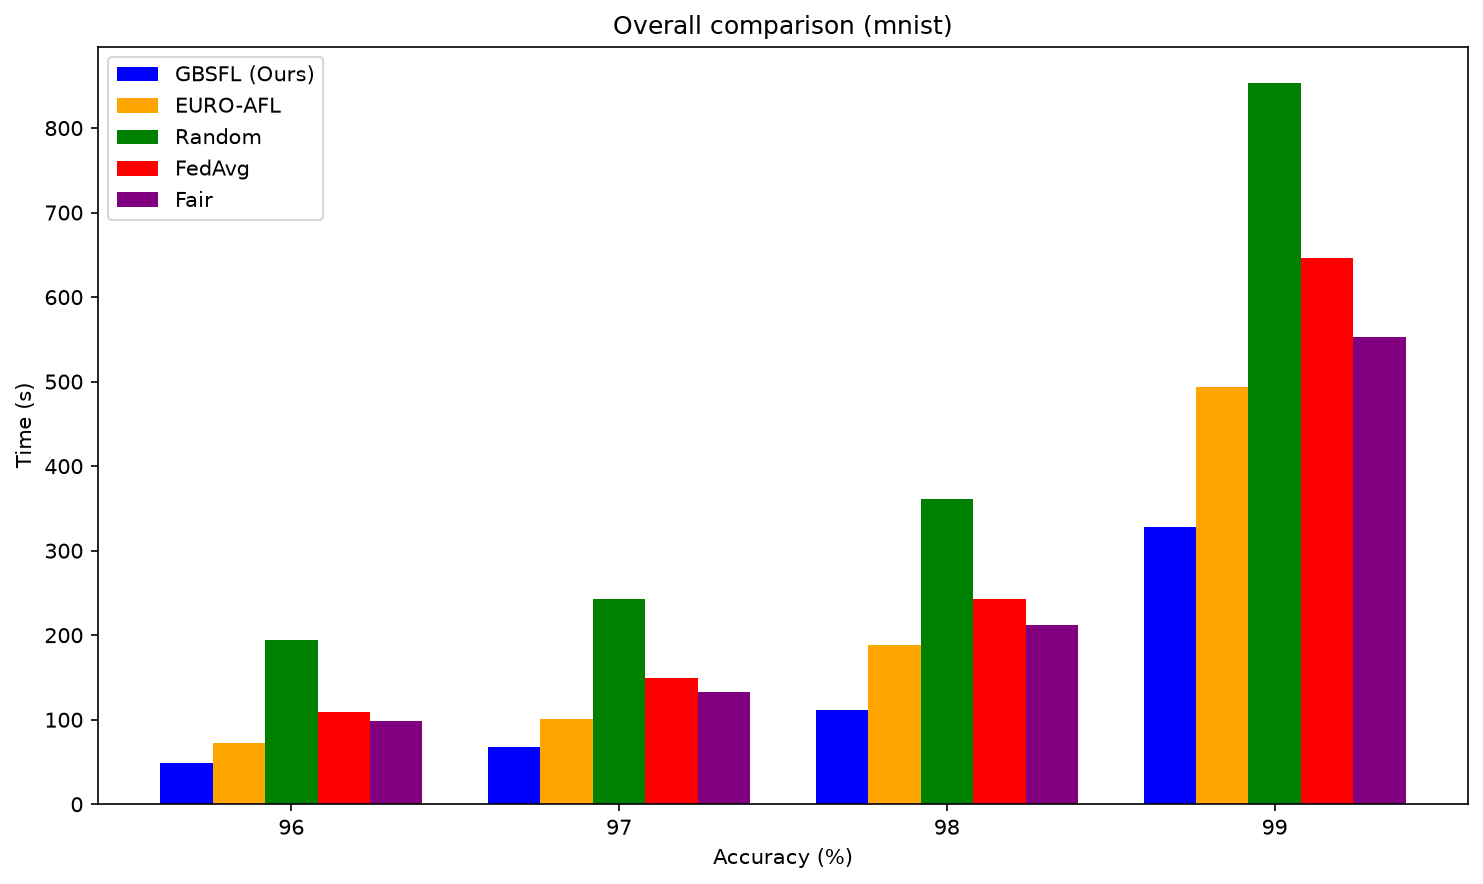 Overall comparison (mnist)
GBSFL (Ours)
EURO-AFL
Random
FedAvg
Fair
Time (s)
800
700
600
500
400
300
200
100
0
96 97 98 99
Accuracy (%)